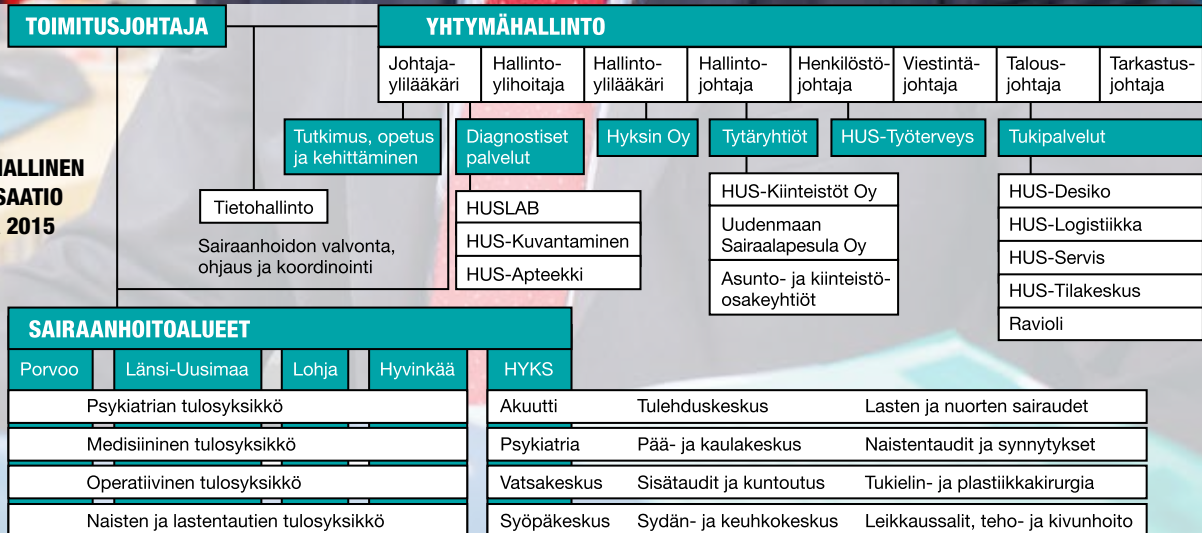 TOIMITUSJOHTAJA
YHTYMÄHALLINTO
Johtaja-
ylilääkäri
Hallinto-
ylihoitaja
Hallinto-
ylilääkäri
Hallinto-
johtaja
Henkilöstö-
johtaja
Viestintä-
johtaja
Talous-
johtaja
Tarkastus-
johtaja
Tutkimus, opetus
ja kehittäminen
Diagnostiset
palvelut
Hyksin Oy
Tytäryhtiöt
HUS-Työterveys
Tukipalvelut
2015
Tietohallinto
Sairaanhoidon valvonta,
ohjaus ja koordinointi
HUSLAB
HUS-Kuvantaminen
HUS-Apteekki
HUS-Kiinteistöt Oy
Uudenmaan
Sairaalapesula Oy
Asunto- ja kiinteistö-
osakeyhtiöt
HUS-Desiko
HUS-Logistiikka
HUS-Servis
HUS-Tilakeskus
Ravioli
SAIRAANHOITOALUEET
Porvoo Länsi-Uusimaa Lohja Hyvinkää HYKS
Psykiatrian tulosyksikkö
Medisiininen tulosyksikkö
Operatiivinen tulosyksikkö
Naisten ja lastentautien tulosyksikkö
Akuutti Tulehduskeskus Lasten ja nuorten sairaudet
Psykiatria Pää- ja kaulakeskus Naistentaudit ja synnytykset
Vatsakeskus Sisätaudit ja kuntoutus Tukielin- ja plastiikkakirurgia
Syöpäkeskus Sydän- ja keuhkokeskus Leikkaussalit, teho- ja kivunhoito